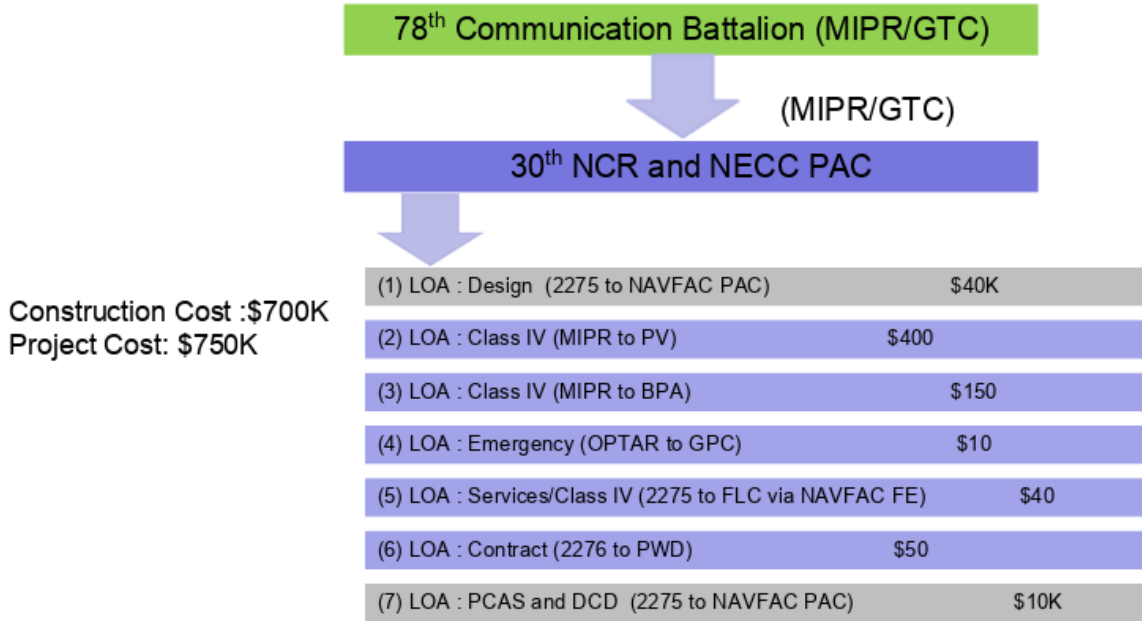 78th Communication Battalion (MIPR/GTC)
(MIPR/GTC)
30th NCR and NECC PAC
Construction Cost :$700K
Project Cost: $750K
(1) LOA : Design (2275 to NAVFAC PAC) $40K
(2) LOA : Class IV (MIPR to PV) $400
(3) LOA : Class IV (MIPR to BPA) $150
(4) LOA : Emergency (OPTAR to GPC) $10
(5) LOA : Services/Class IV (2275 to FLC via NAVFAC FE) $40
(6) LOA : Contract (2276 to PWD) $50
(7) LOA : PCAS and DCD (2275 to NAVFAC PAC) $10K